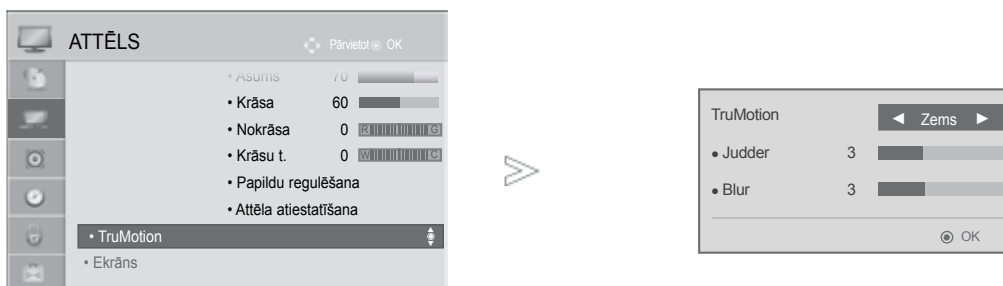 ATTĒLS
Pārvietot OK
• Asums 70
• Krāsa 60
• Nokrāsa 0 R G
• Krāsu t. 0 W C
• Papildu regulēšana
• Attēla atiestatīšana
• TruMotion
• Ekrāns
TruMotion ◄ Zems ►
• Judder 3
• Blur 3
OK